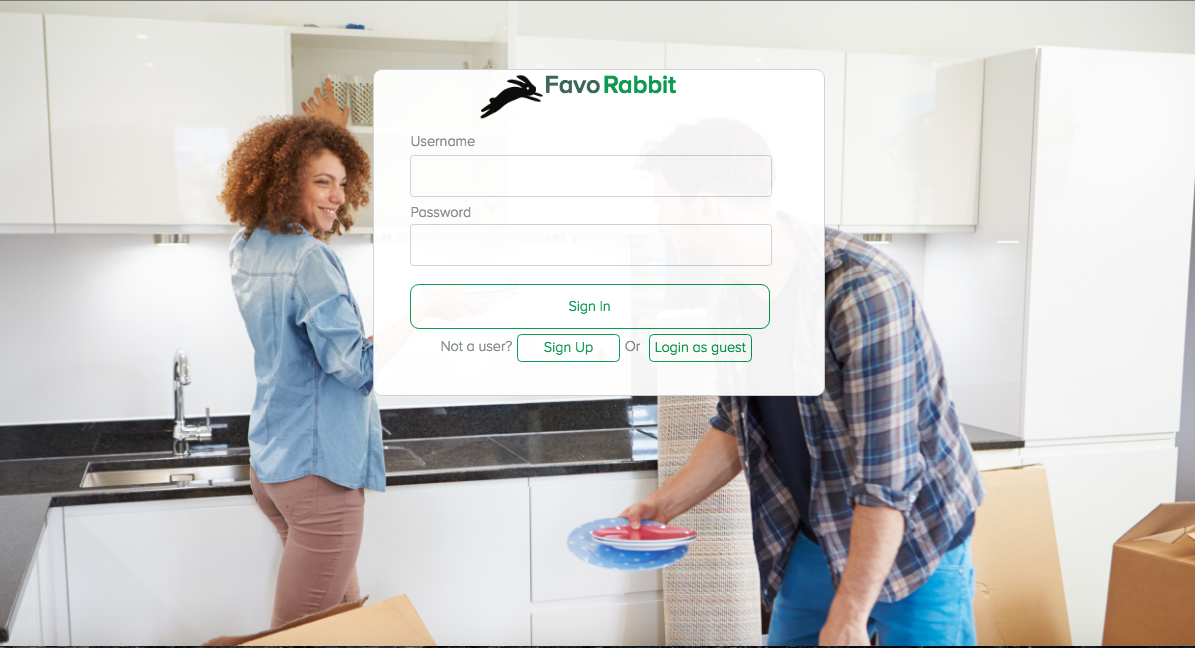 FavoRabbit
Username
Password
Sign In
Not a user? Sign Up Or Login as guest